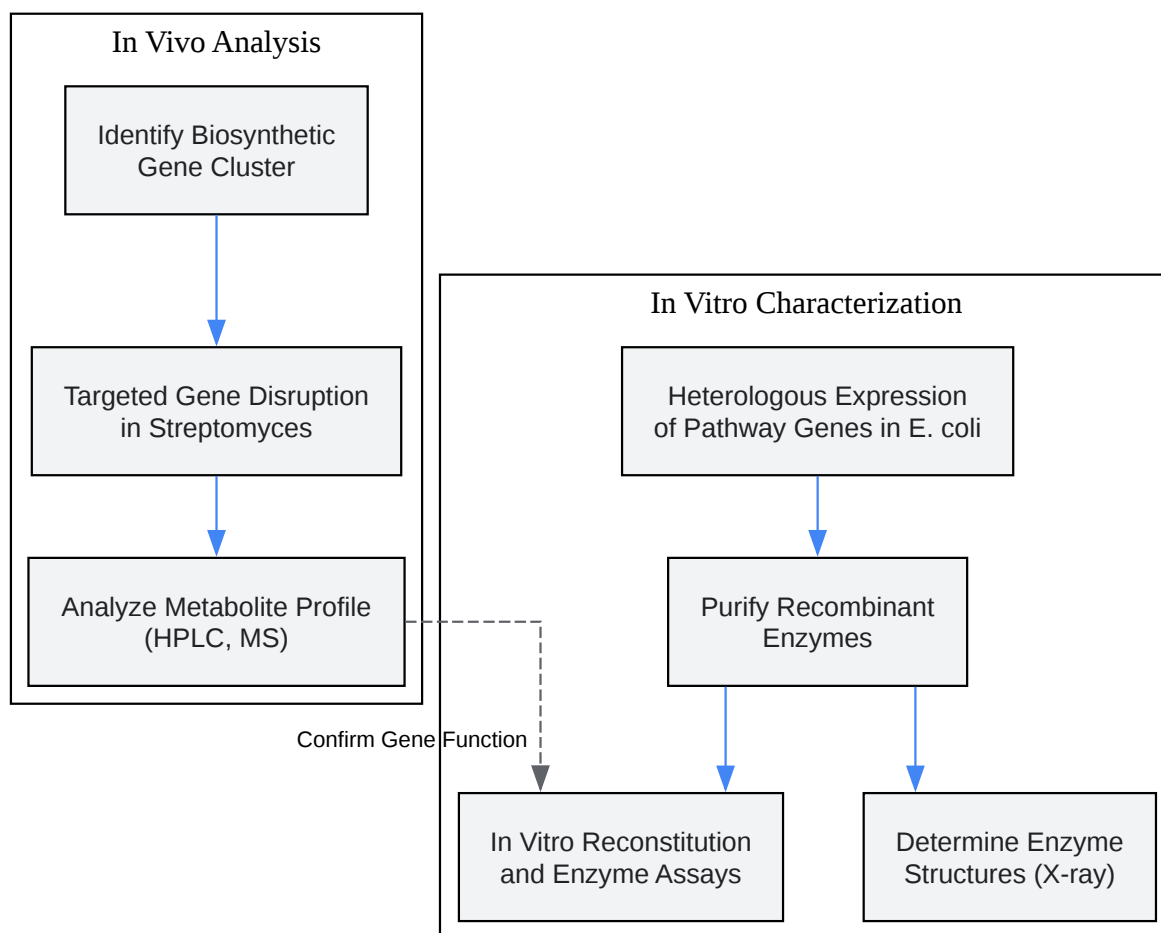 In Vivo Analysis
Identify Biosynthetic
Gene Cluster
Targeted Gene Disruption
in Streptomyces
Analyze Metabolite Profile
(HPLC, MS)
Confirm Gene Function
In Vitro Characterization
Heterologous Expression
of Pathway Genes in E. coli
Purify Recombinant
Enzymes
In Vitro Reconstitution
and Enzyme Assays
Determine Enzyme
Structures (X-ray)